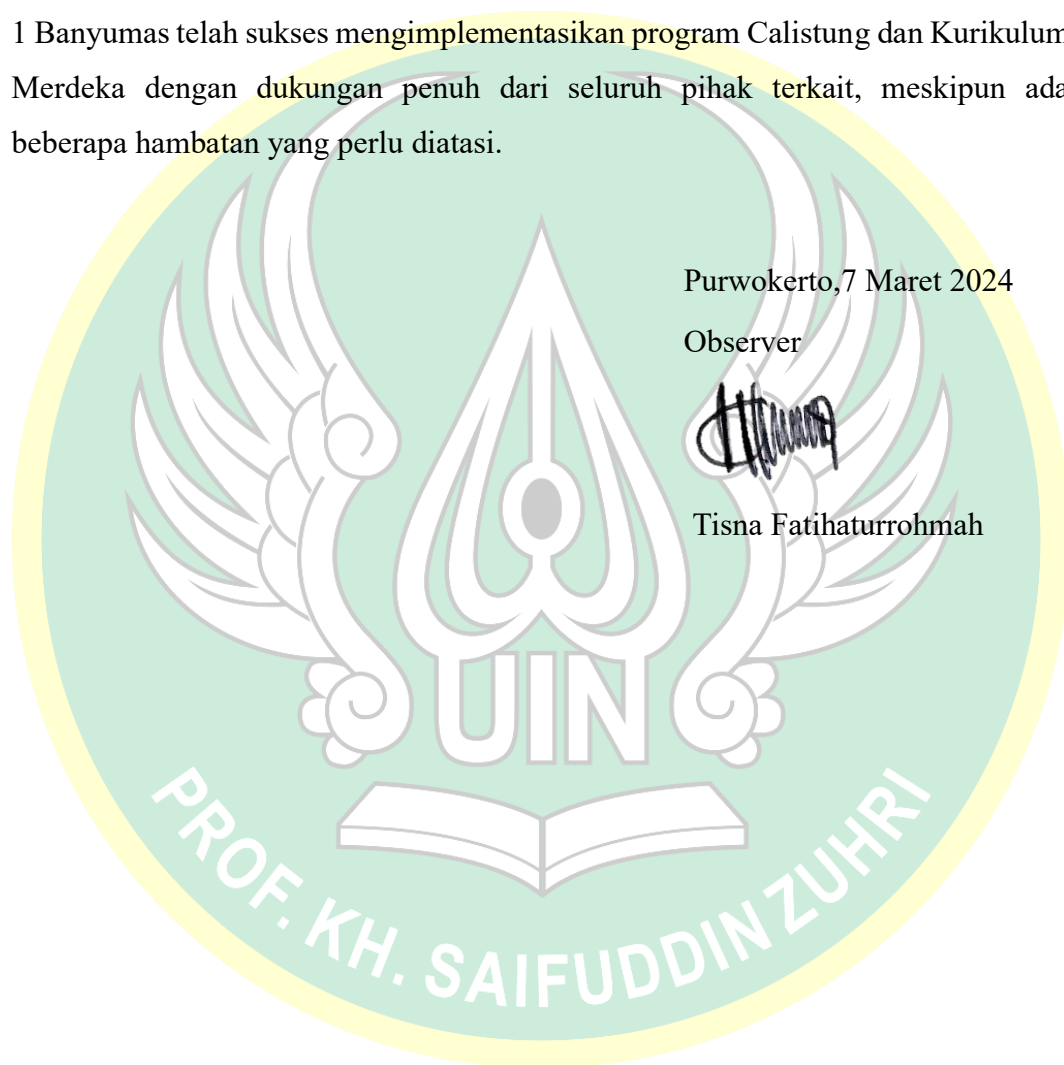 1 Banyumas telah sukses mengimplementasikan program Calistung dan Kurikulum
Merdeka dengan dukungan penuh dari seluruh pihak terkait, meskipun ada
beberapa hambatan yang perlu diatasi.
Purwokerto,7 Maret 2024
Observer
Tisna Fatihaturrohmah
UIN
PROF. KH. SAIFUDDIN ZUHRI